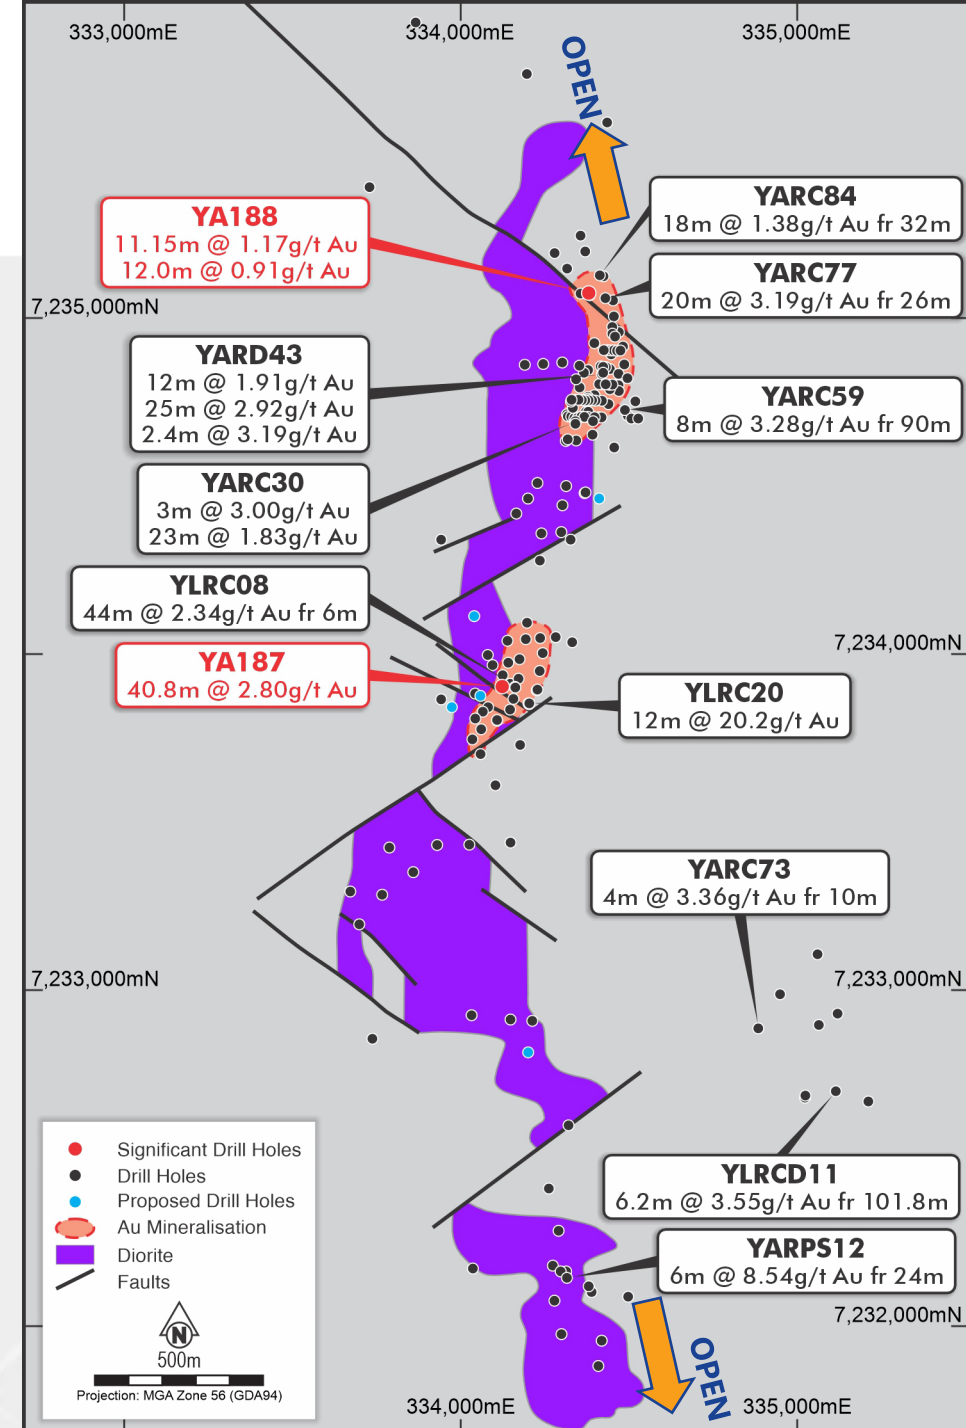 333,000mE
334,000mE
335,000mE
OPEN
YARC84
18m @ 1.38g/t Au fr 32m
YA188
11.15m @ 1.17g/t Au
12.0m @ 0.91g/t Au
YARC77
20m @ 3.19g/t Au fr 26m
7,235,000mN
YARD43
12m @ 1.91g/t Au
25m @ 2.92g/t Au
2.4m @ 3.19g/t Au
YARC59
8m @ 3.28g/t Au fr 90m
YARC30
3m @ 3.00g/t Au
23m @ 1.83g/t Au
YLRC08
44m @ 2.34g/t Au fr 6m
7,234,000mN
YA187
40.8m @ 2.80g/t Au
YLRC20
12m @ 20.2g/t Au
YARC73
4m @ 3.36g/t Au fr 10m
7,233,000mN
7,233,000mN
YLRCD11
6.2m @ 3.55g/t Au fr 101.8m
YARPS12
6m @ 8.54g/t Au fr 24m
7,232,000mN
Significant Drill Holes
Drill Holes
Proposed Drill Holes
Au Mineralisation
Diorite
Faults
N
500m
Projection: MGA Zone 56 (GDA94)
OPEN
334,000mE
335,000mE